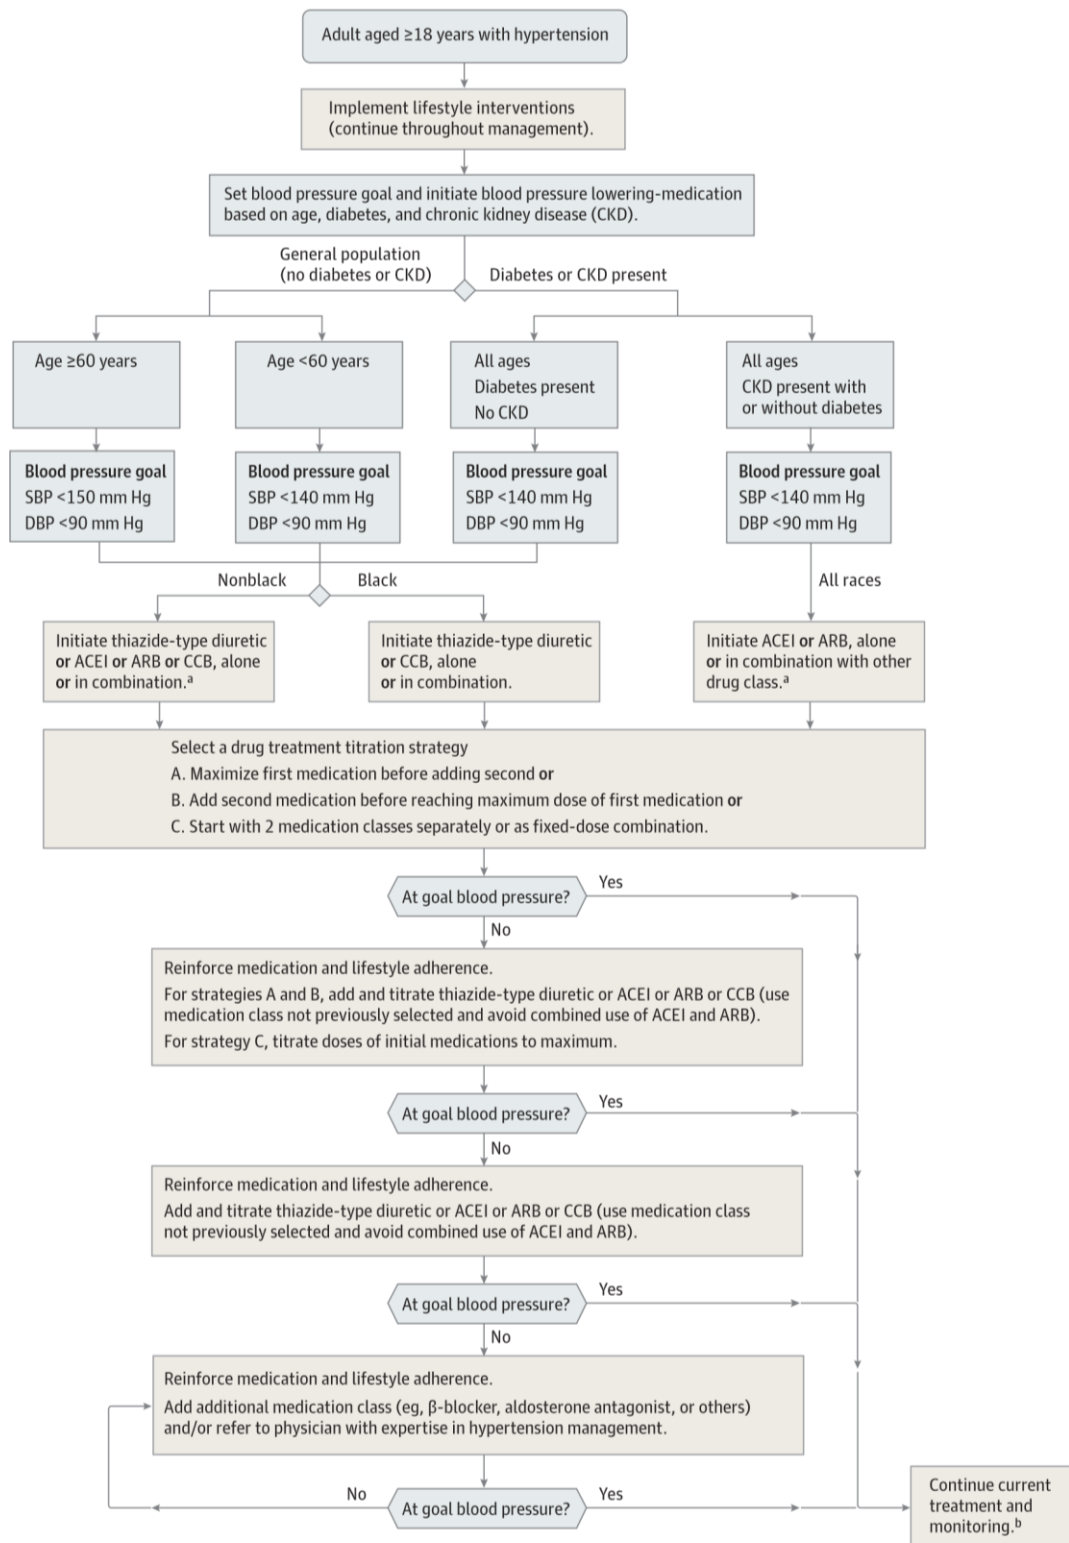 Adult aged ≥18 years with hypertension
Implement lifestyle interventions
(continue throughout management).
Set blood pressure goal and initiate blood pressure lowering-medication
based on age, diabetes, and chronic kidney disease (CKD).
General population
(no diabetes or CKD)
Diabetes or CKD present
Age ≥60 years
Age <60 years
All ages
Diabetes present
No CKD
All ages
CKD present with
or without diabetes
Blood pressure goal
SBP <150 mm Hg
DBP <90 mm Hg
Blood pressure goal
SBP <140 mm Hg
DBP <90 mm Hg
Blood pressure goal
SBP <140 mm Hg
DBP <90 mm Hg
Blood pressure goal
SBP <140 mm Hg
DBP <90 mm Hg
Nonblack
Black
All races
Initiate thiazide-type diuretic
or ACEI or ARB or CCB, alone
or in combination.ª
Initiate thiazide-type diuretic
or CCB, alone
or in combination.
Initiate ACEI or ARB, alone
or in combination with other
drug class.ª
Select a drug treatment titration strategy
A. Maximize first medication before adding second or
B. Add second medication before reaching maximum dose of first medication or
C. Start with 2 medication classes separately or as fixed-dose combination.
At goal blood pressure?
Yes
No
Reinforce medication and lifestyle adherence.
For strategies A and B, add and titrate thiazide-type diuretic or ACEI or ARB or CCB (use
medication class not previously selected and avoid combined use of ACEI and ARB).
For strategy C, titrate doses of initial medications to maximum.
At goal blood pressure?
Yes
No
Reinforce medication and lifestyle adherence.
Add and titrate thiazide-type diuretic or ACEI or ARB or CCB (use medication class
not previously selected and avoid combined use of ACEI and ARB).
At goal blood pressure?
Yes
No
Reinforce medication and lifestyle adherence.
Add additional medication class (eg, β-blocker, aldosterone antagonist, or others)
and/or refer to physician with expertise in hypertension management.
No
At goal blood pressure?
Yes
Continue current
treatment and
monitoring.ᵇ